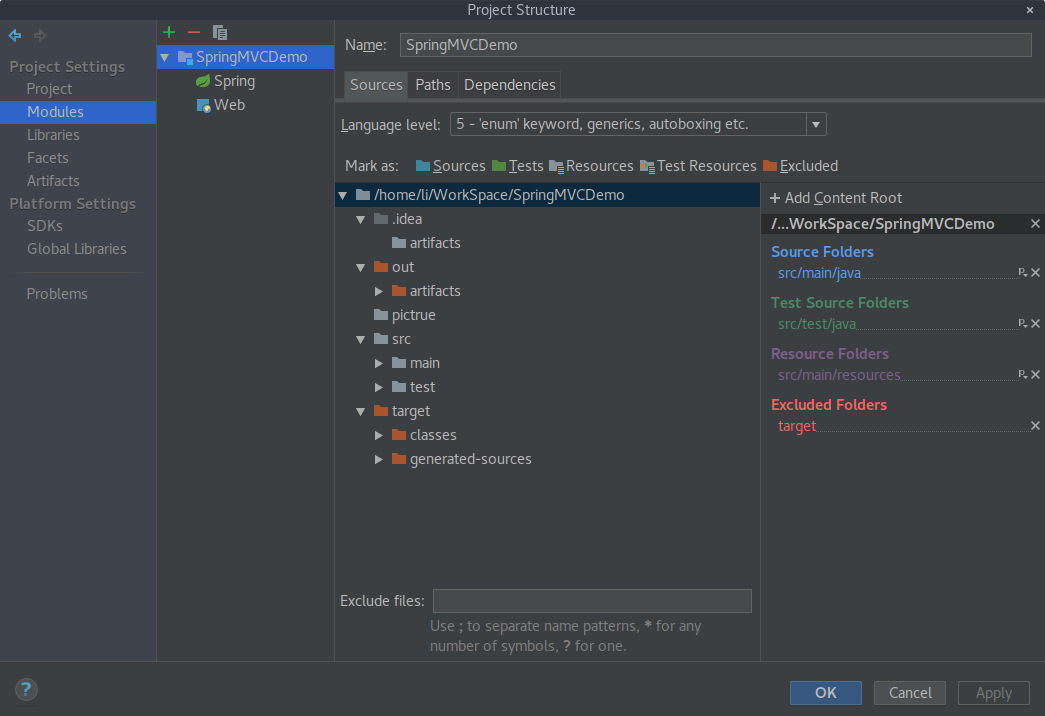 Project Structure
Project Settings
Project
Modules
Libraries
Facets
Artifacts
Platform Settings
SDKs
Global Libraries
Problems
SpringMVCDemo
Spring
Web
Name: SpringMVCDemo
Sources Paths Dependencies
Language level: 5 - 'enum' keyword, generics, autoboxing etc.
Mark as: Sources Tests Resources Test Resources Excluded
/home/li/WorkSpace/SpringMVCDemo
.idea
artifacts
out
artifacts
pictrue
src
main
test
target
classes
generated-sources
Exclude files:
Use ; to separate name patterns, * for any
number of symbols, ? for one.
+ Add Content Root
/...WorkSpace/SpringMVCDemo
Source Folders
src/main/java
Test Source Folders
src/test/java
Resource Folders
src/main/resources
Excluded Folders
target
?
OK Cancel Apply